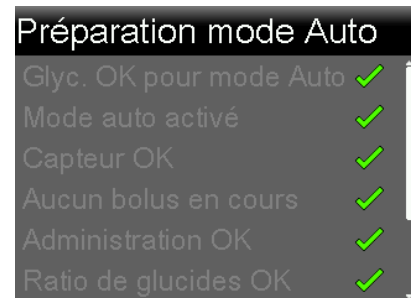 Préparation mode Auto
Glyc. OK pour mode Auto
Mode auto activé
Capteur OK
Aucun bolus en cours
Administration OK
Ratio de glucides OK